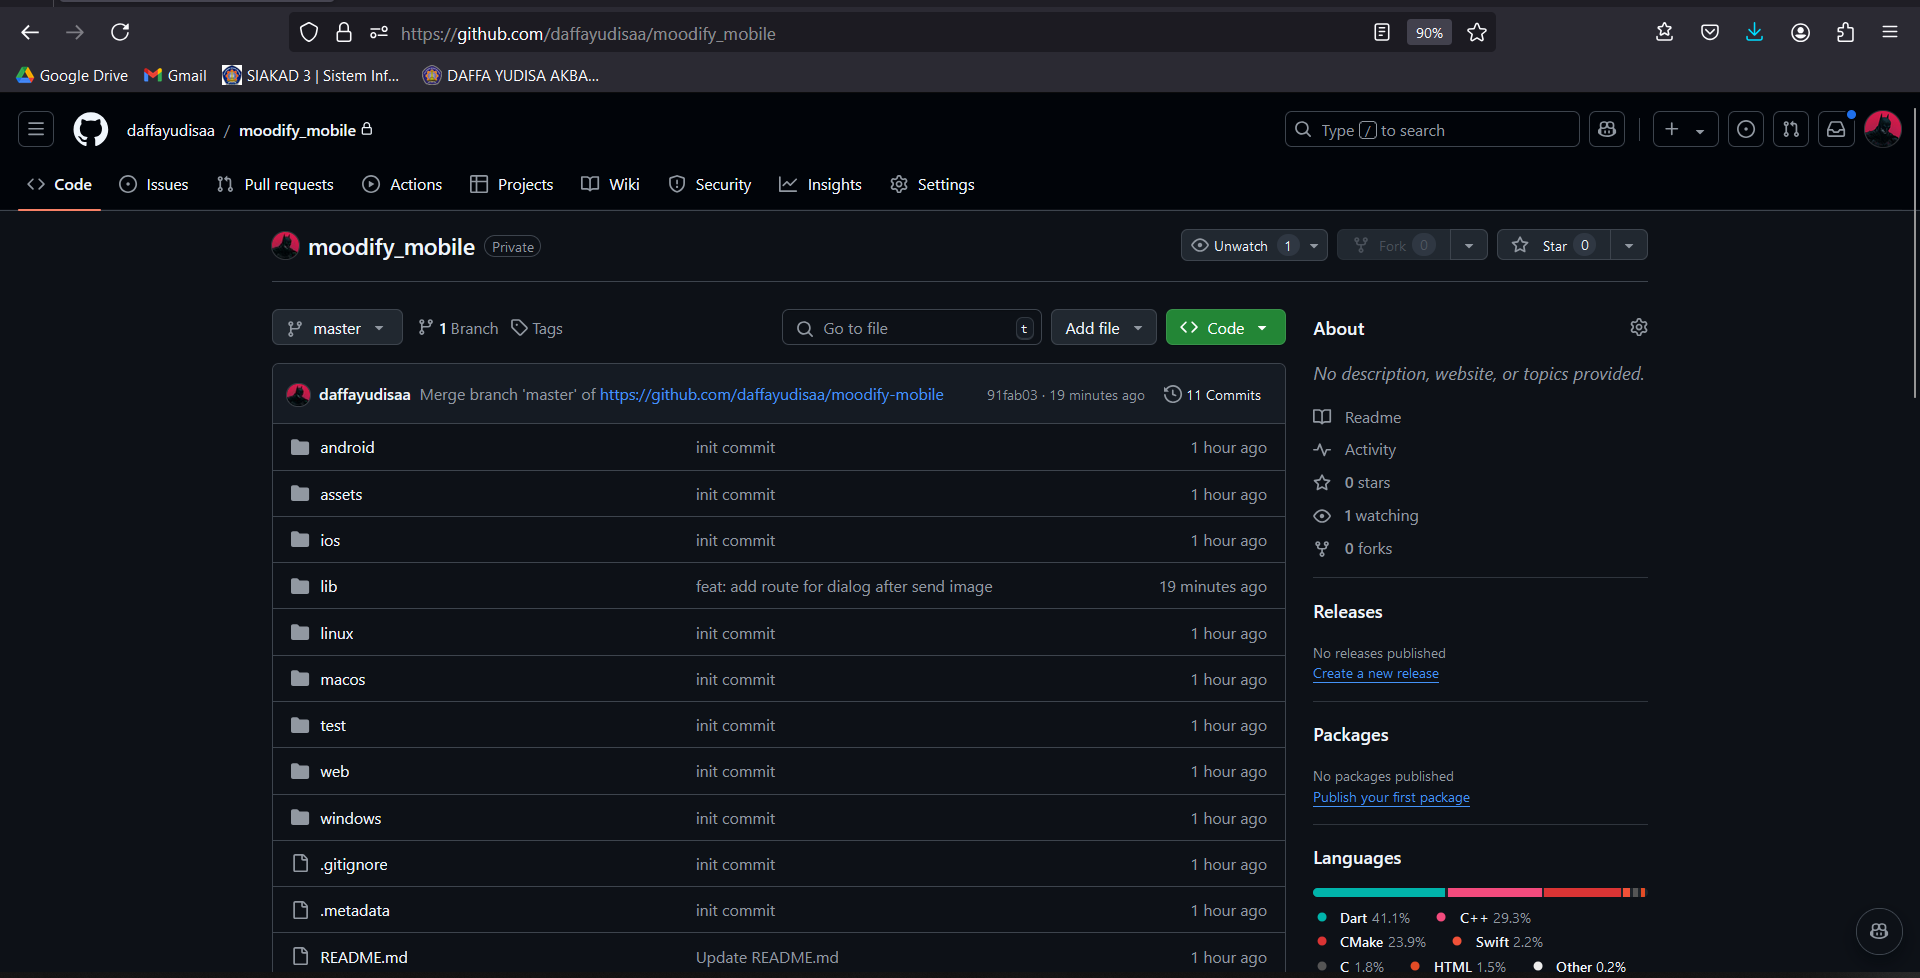 https://github.com/daffayudisaa/moodify_mobile 90%
Google Drive Gmail SIAKAD 3 | Sistem Inf... DAFFA YUDISA AKBA...
daffayudisaa / moodify_mobile Type / to search
Code Issues Pull requests Actions Projects Wiki Security Insights Settings
moodify_mobile Private Unwatch 1 Fork 0 Star 0
master 1 Branch Tags Go to file t Add file Code
daffayudisaa Merge branch 'master' of https://github.com/daffayudisaa/moodify-mobile 91fab03 · 19 minutes ago 11 Commits
android init commit 1 hour ago
assets init commit 1 hour ago
ios init commit 1 hour ago
lib feat: add route for dialog after send image 19 minutes ago
linux init commit 1 hour ago
macos init commit 1 hour ago
test init commit 1 hour ago
web init commit 1 hour ago
windows init commit 1 hour ago
.gitignore init commit 1 hour ago
.metadata init commit 1 hour ago
README.md Update README.md 1 hour ago
About
No description, website, or topics provided.
Readme
Activity
0 stars
1 watching
0 forks
Releases
No releases published
Create a new release
Packages
No packages published
Publish your first package
Languages
Dart 41.1% C++ 29.3%
CMake 23.9% Swift 2.2%
C 1.8% HTML 1.5% Other 0.2%